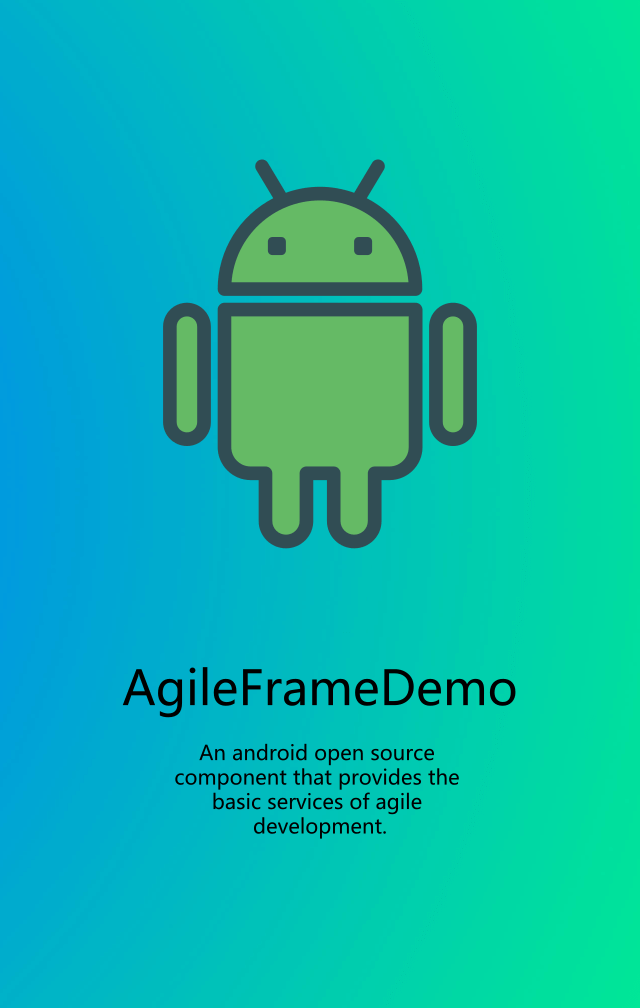 AgileFrameDemo
An android open source
component that provides the
basic services of agile
development.